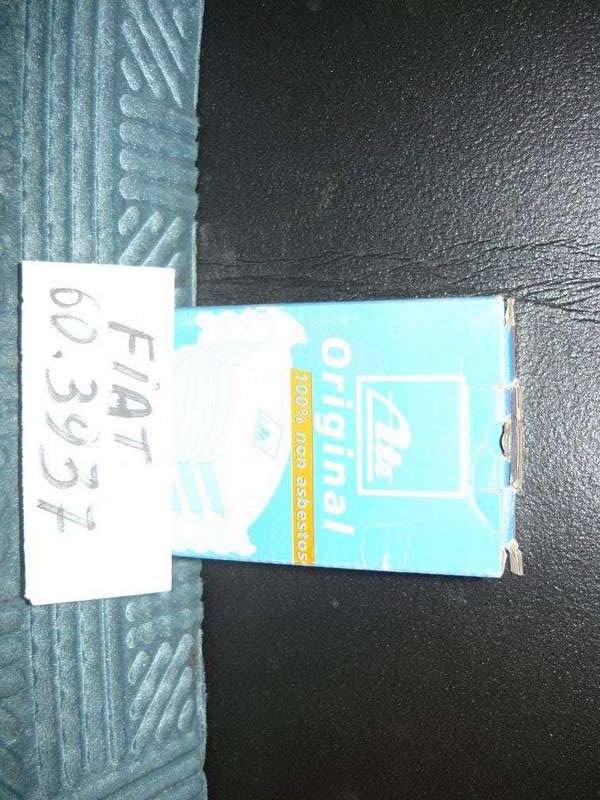 Ate
Original
100% non asbestos
FIAT
60.3937